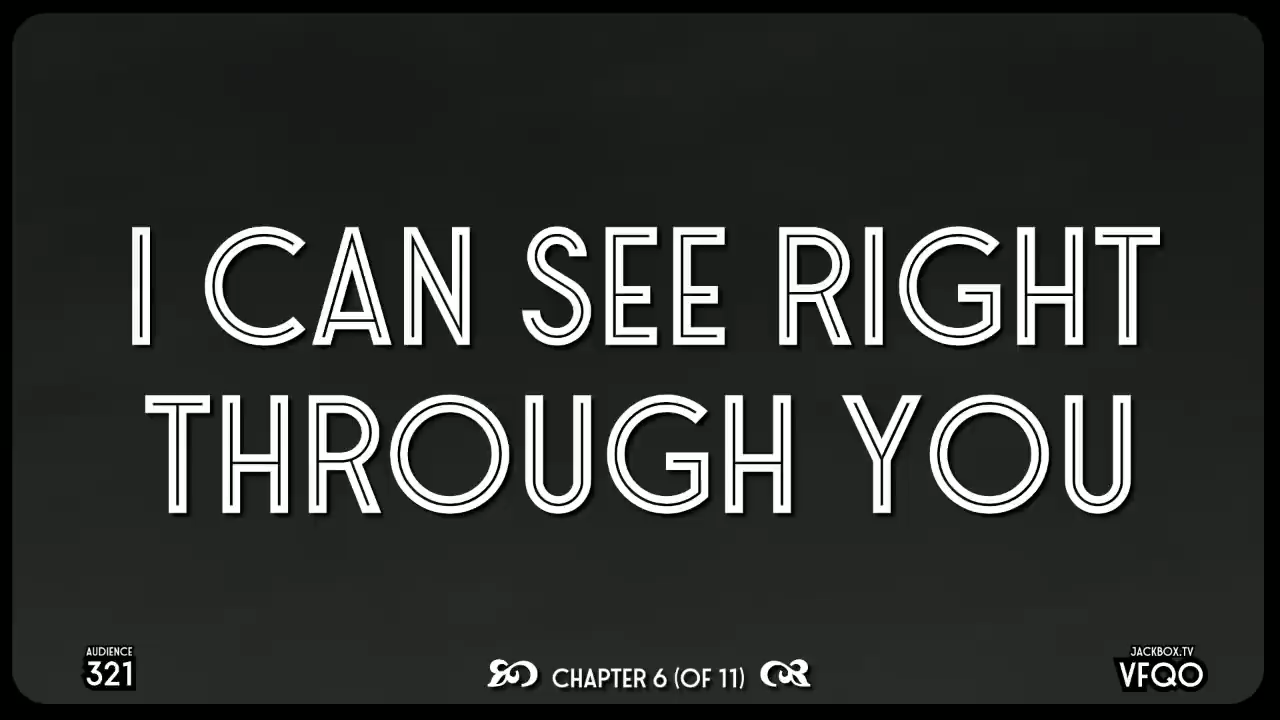 I CAN SEE RIGHT
THROUGH YOU
AUDIENCE
321
CHAPTER 6 (OF 11)
JACKBOX.TV
VFQO